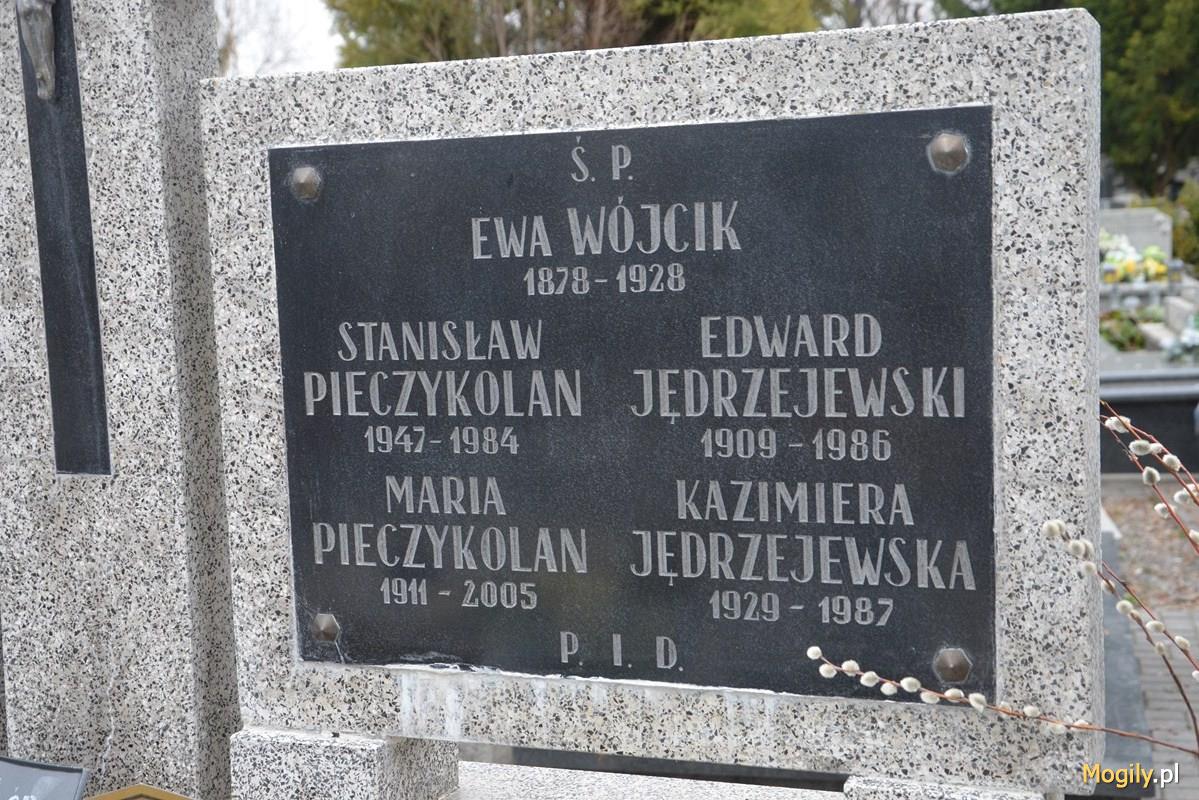 Ś. P.
EWA WÓJCIK
1878 - 1928
STANISŁAW
PIECZYKOLAN
1947 - 1984
EDWARD
JĘDRZEJEWSKI
1909 - 1986
MARIA
PIECZYKOLAN
1911 - 2005
KAZIMIERA
JĘDRZEJEWSKA
1929 - 1987
P. I. D.
Mogily.pl